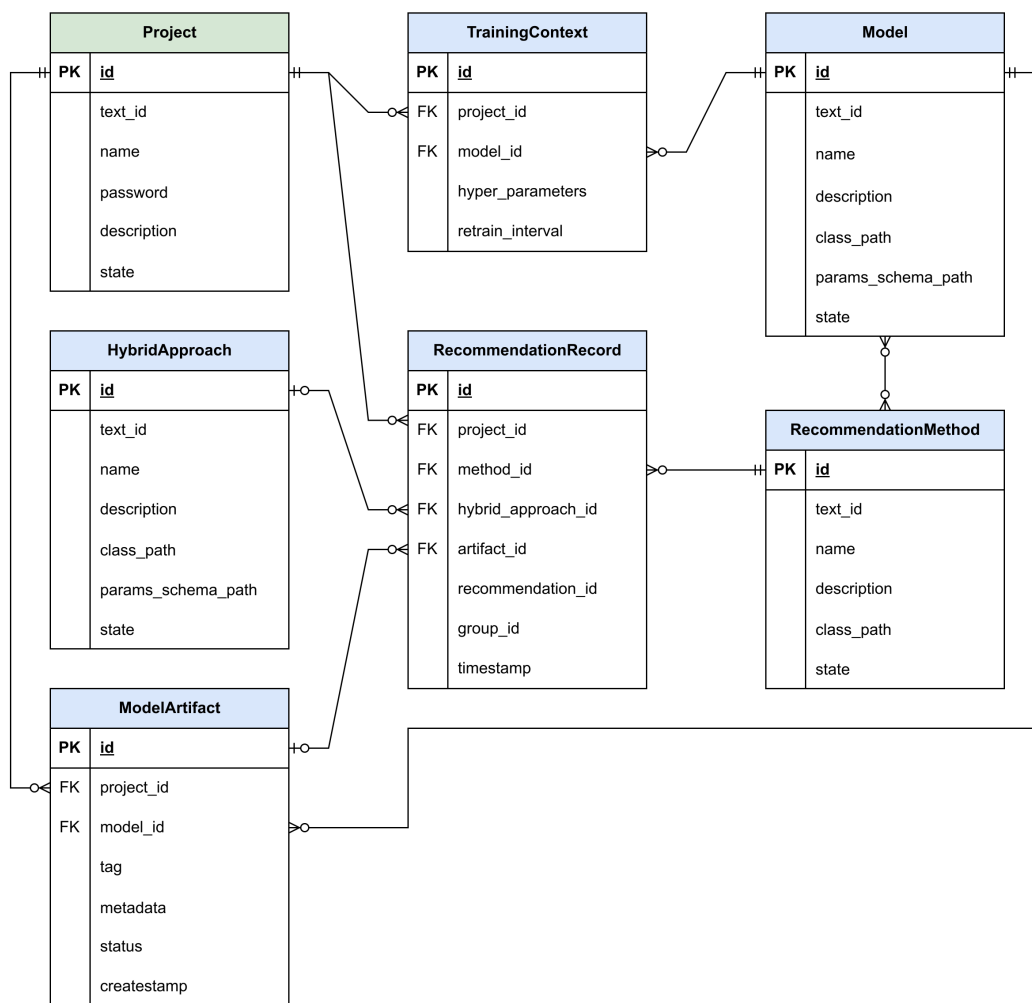 Project
PK id
text_id
name
password
description
state
TrainingContext
PK id
FK project_id
FK model_id
hyper_parameters
retrain_interval
Model
PK id
text_id
name
description
class_path
params_schema_path
state
HybridApproach
PK id
text_id
name
description
class_path
params_schema_path
state
RecommendationRecord
PK id
FK project_id
FK method_id
FK hybrid_approach_id
FK artifact_id
recommendation_id
group_id
timestamp
RecommendationMethod
PK id
text_id
name
description
class_path
state
ModelArtifact
PK id
FK project_id
FK model_id
tag
metadata
status
createstamp